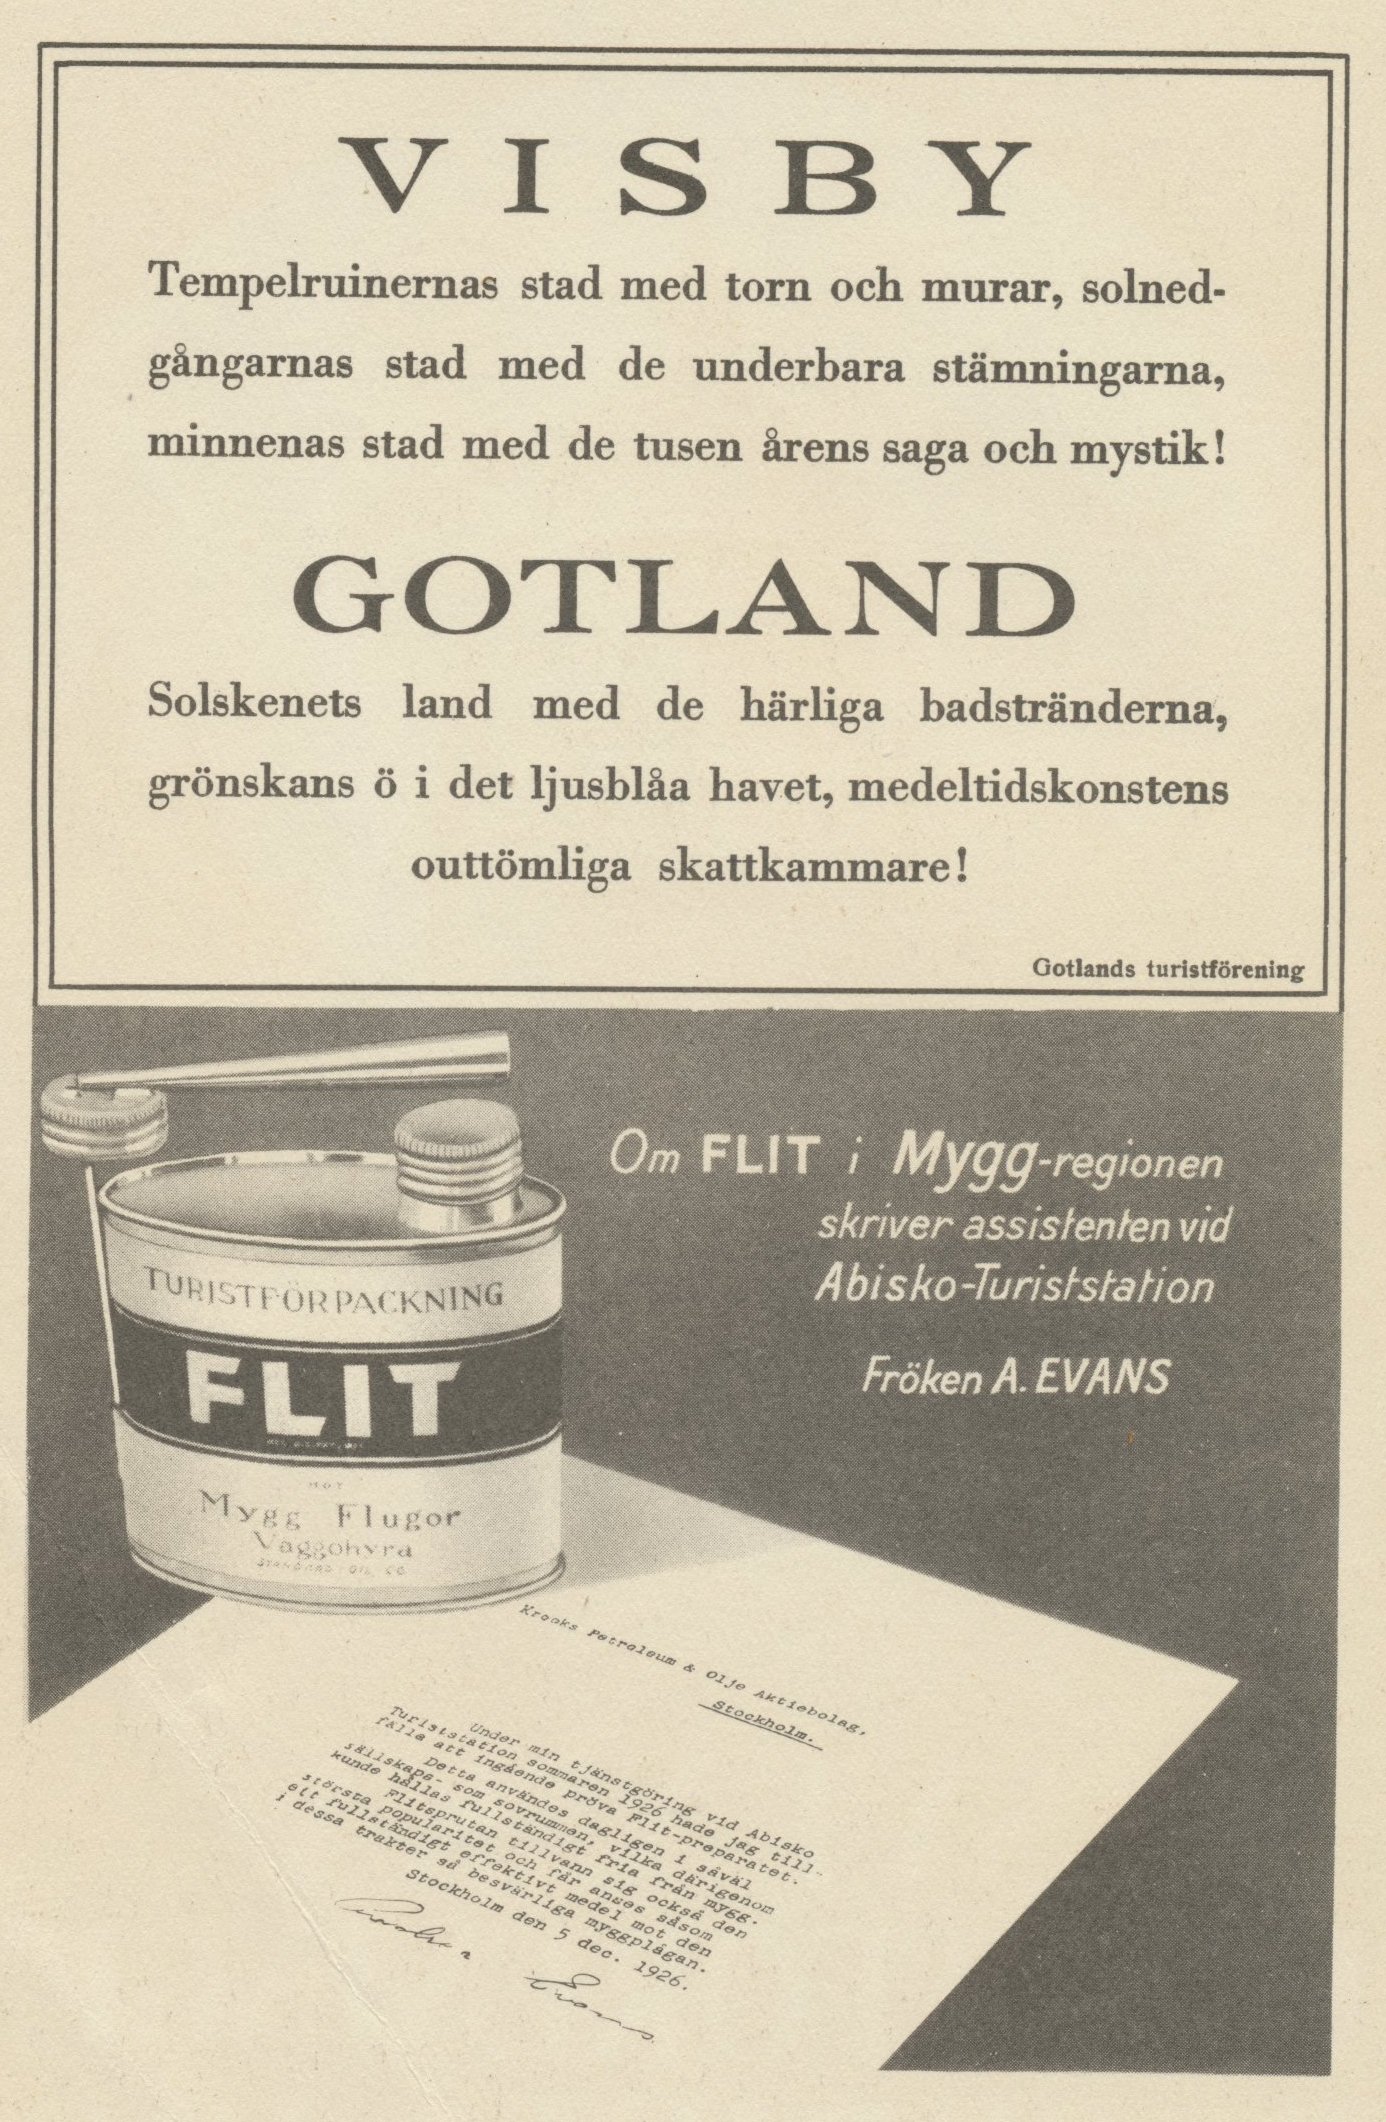 VISBY
Tempelruinernas stad med torn och murar, solned-
gångarnas stad med de underbara stämningarna,
minnenas stad med de tusen årens saga och mystik!
GOTLAND
Solskenets land med de härliga badstränderna,
grönskans ö i det ljusblåa havet, medeltidskonstens
outtömliga skattkammare!
Gotlands turistförening
Om FLIT i Mygg-regionen
skriver assistenten vid
Abisko-Turiststation
Fröken A. EVANS
TURISTFÖRPACKNING
FLIT
MOT
Mygg Flugor
Väggohyra
STANDARD OIL CO
Krooks Petroleum & Olje Aktiebolag,
Stockholm.
Under min tjänstgöring vid Abisko
Turiststation sommaren 1926 hade jag till-
fälla att ingående pröva Flit-preparatet.
Detta användes dagligen i såväl
sällskaps- som sovrummen, vilka därigenom
kunde hållas fullständigt fria från mygg.
Flitsprutan tillvann sig också den
största popularitet och får anses såsom
ett fullständigt effektivt medel mot den
i dessa trakter så besvärliga myggplågan.
Stockholm den 5 dec. 1926.
Evans